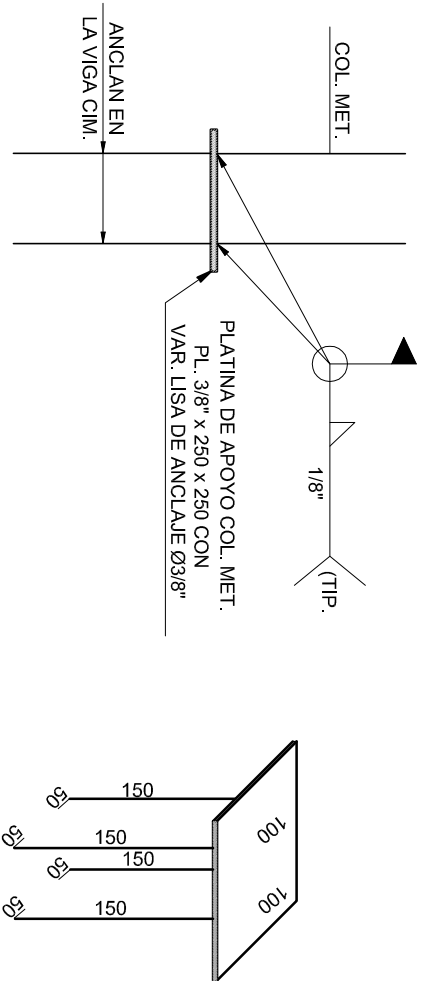 COL. MET.
ANCLAN EN
LA VIGA CIM.
1/8"
(TIP.
PLATINA DE APOYO COL. MET.
PL. 3/8" x 250 x 250 CON
VAR. LISA DE ANCLAJE Ø3/8"
100
100
150
50
150
50
150
50
150
50